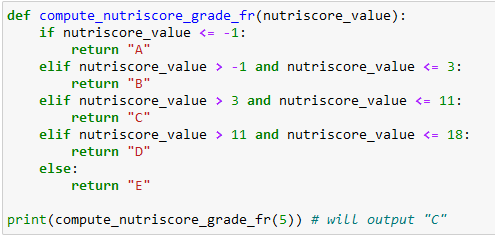 def compute_nutriscore_grade_fr(nutriscore_value):
    if nutriscore_value <= -1:
        return "A"
    elif nutriscore_value > -1 and nutriscore_value <= 3:
        return "B"
    elif nutriscore_value > 3 and nutriscore_value <= 11:
        return "C"
    elif nutriscore_value > 11 and nutriscore_value <= 18:
        return "D"
    else:
        return "E"
print(compute_nutriscore_grade_fr(5)) # will output "C"